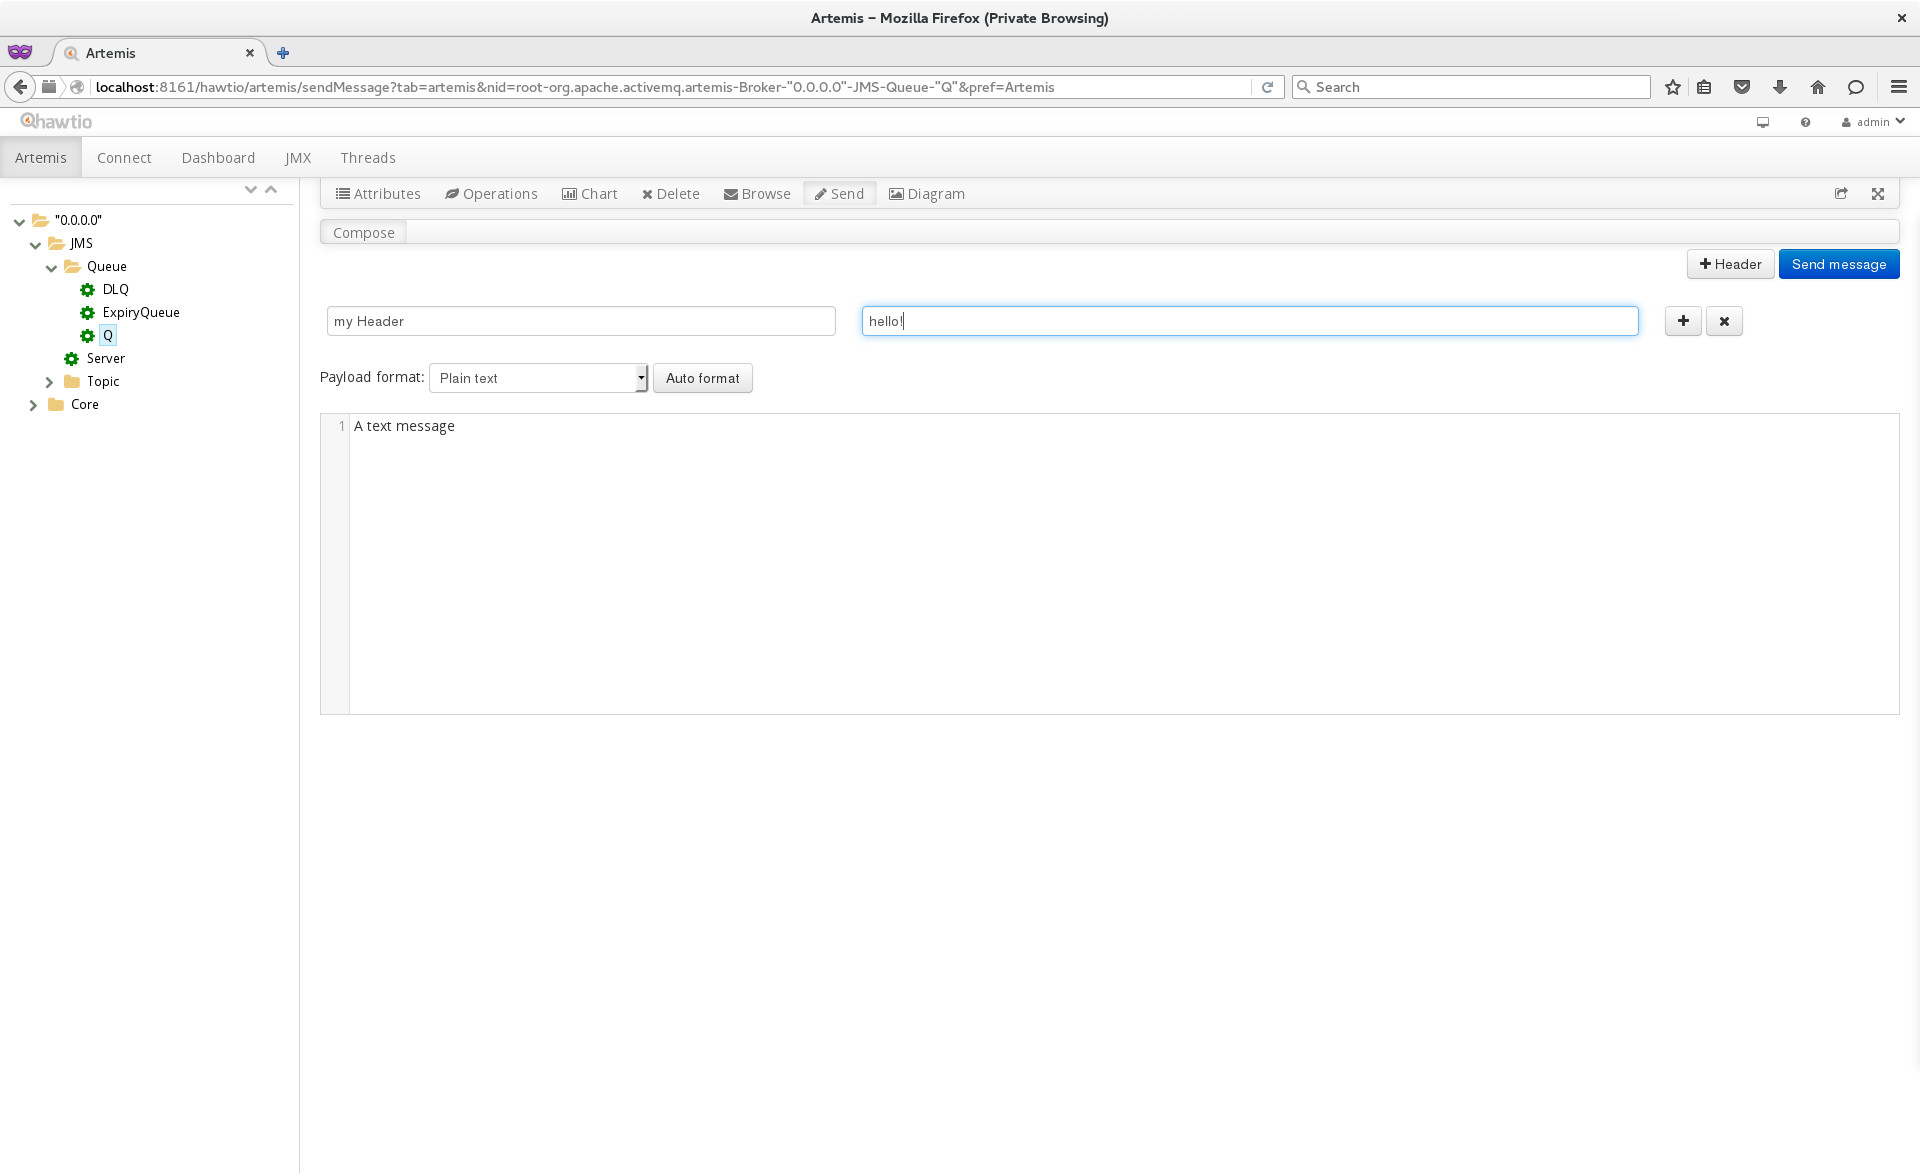 Artemis – Mozilla Firefox (Private Browsing)
Artemis
localhost:8161/hawtio/artemis/sendMessage?tab=artemis&nid=root-org.apache.activemq.artemis-Broker-"0.0.0.0"-JMS-Queue-"Q"&pref=Artemis
Search
hawtio
admin
Artemis Connect Dashboard JMX Threads
Attributes Operations Chart Delete Browse Send Diagram
Compose
Header Send message
"0.0.0.0"
JMS
Queue
DLQ
ExpiryQueue
Q
Server
Topic
Core
my Header hello!
Payload format: Plain text Auto format
1 A text message